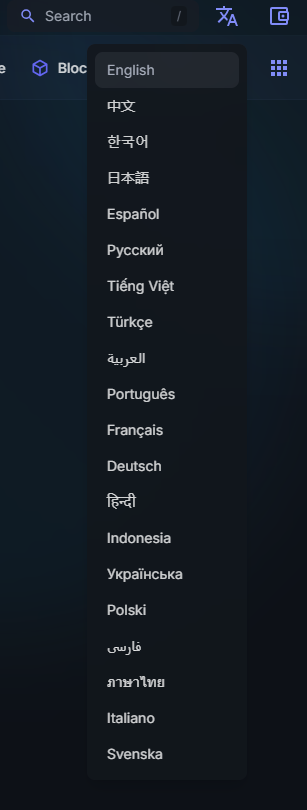 Search /
e
Bloc
English
中文
한국어
日本語
Español
Русский
Tiếng Việt
Türkçe
العربية
Português
Français
Deutsch
हिन्दी
Indonesia
Українська
Polski
فارسی
ภาษาไทย
Italiano
Svenska